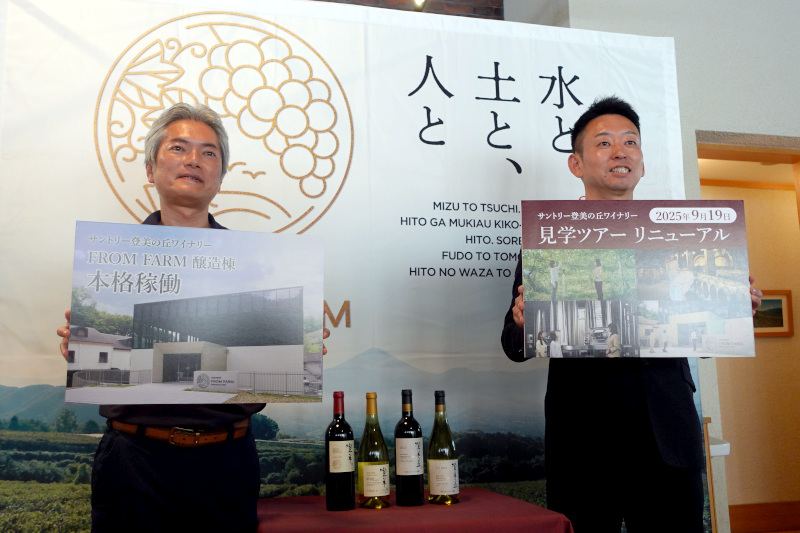 水と
土と、
人と
MIZU TO TSUCHI.
HITO GA MUKIAU KIKO-
HITO. SORE
FUDO TO TOMO
HITO NO WAZA TO
サントリー登美の丘ワイナリー
FROM FARM 醸造棟
本格稼働
サントリー登美の丘ワイナリー
2025年9月19日
見学ツアー リニューアル